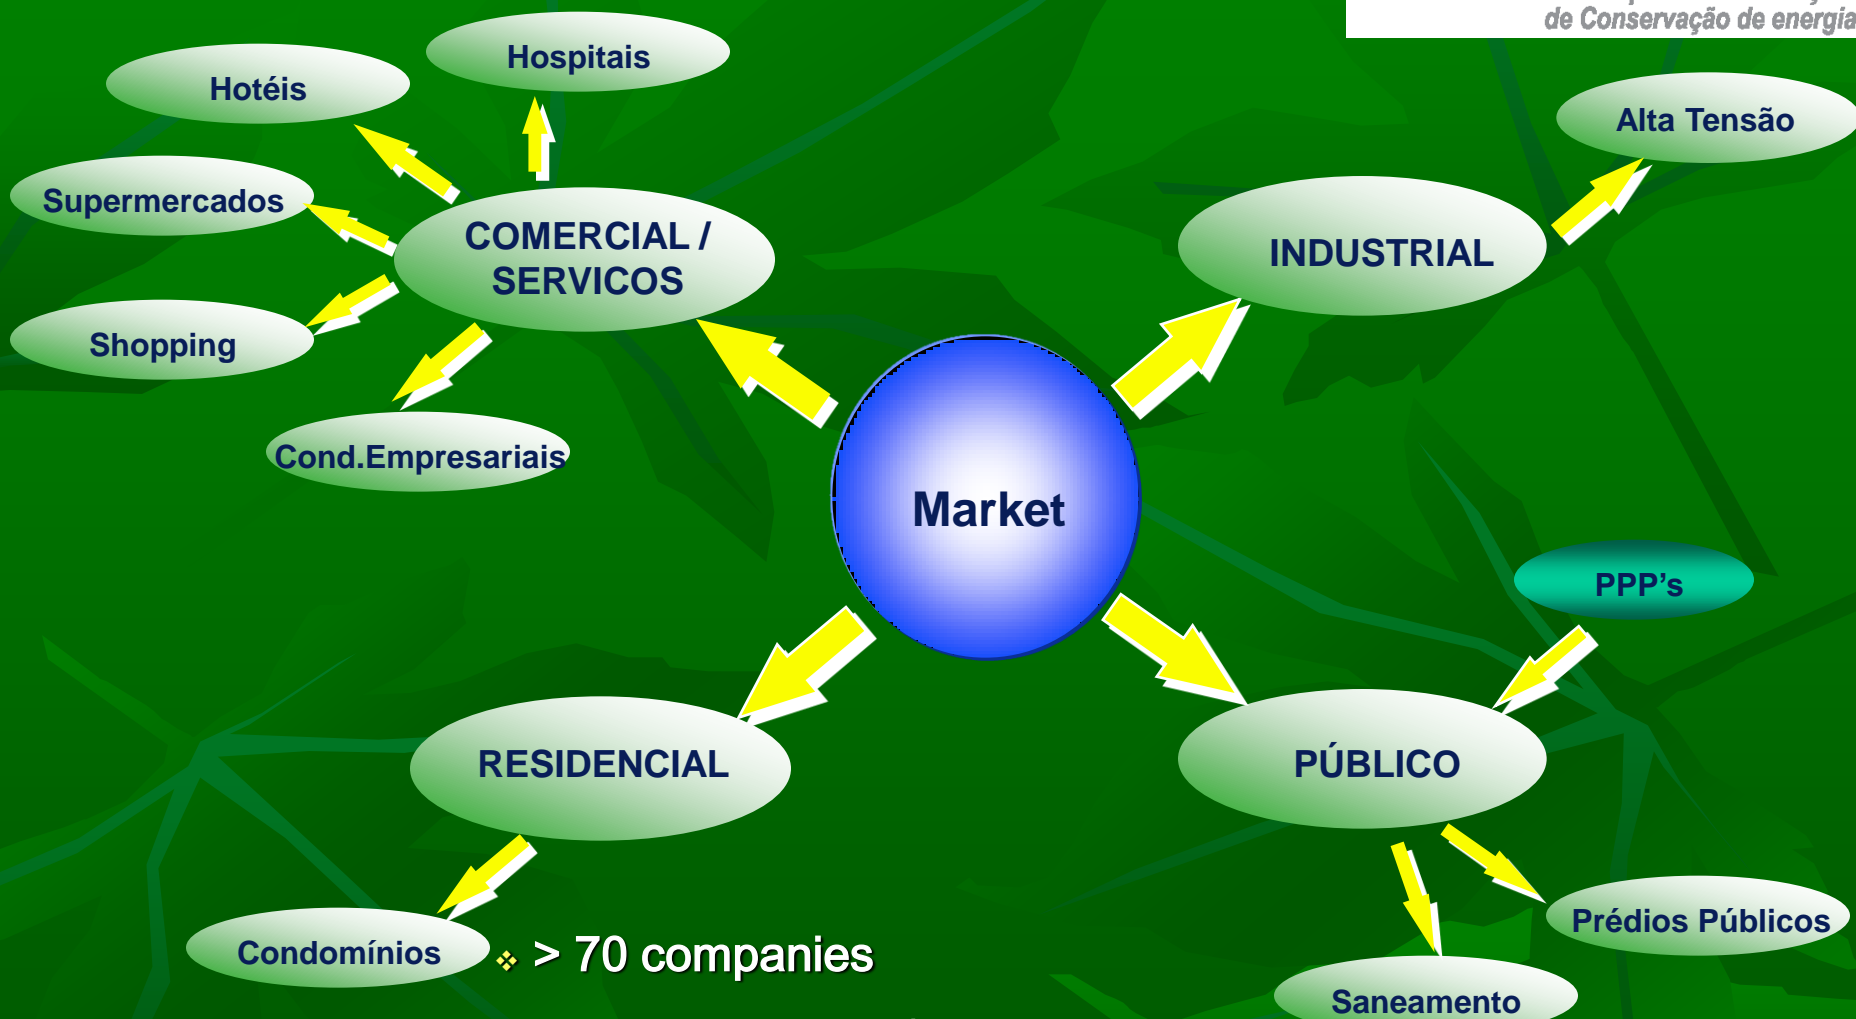 de Conservação de energia
Hospitais
Hotéis
Alta Tensão
Supermercados
COMERCIAL /
SERVICOS
INDUSTRIAL
Shopping
Cond.Empresariais
Market
PPP’s
RESIDENCIAL
PÚBLICO
Prédios Públicos
Condomínios
> 70 companies
Saneamento